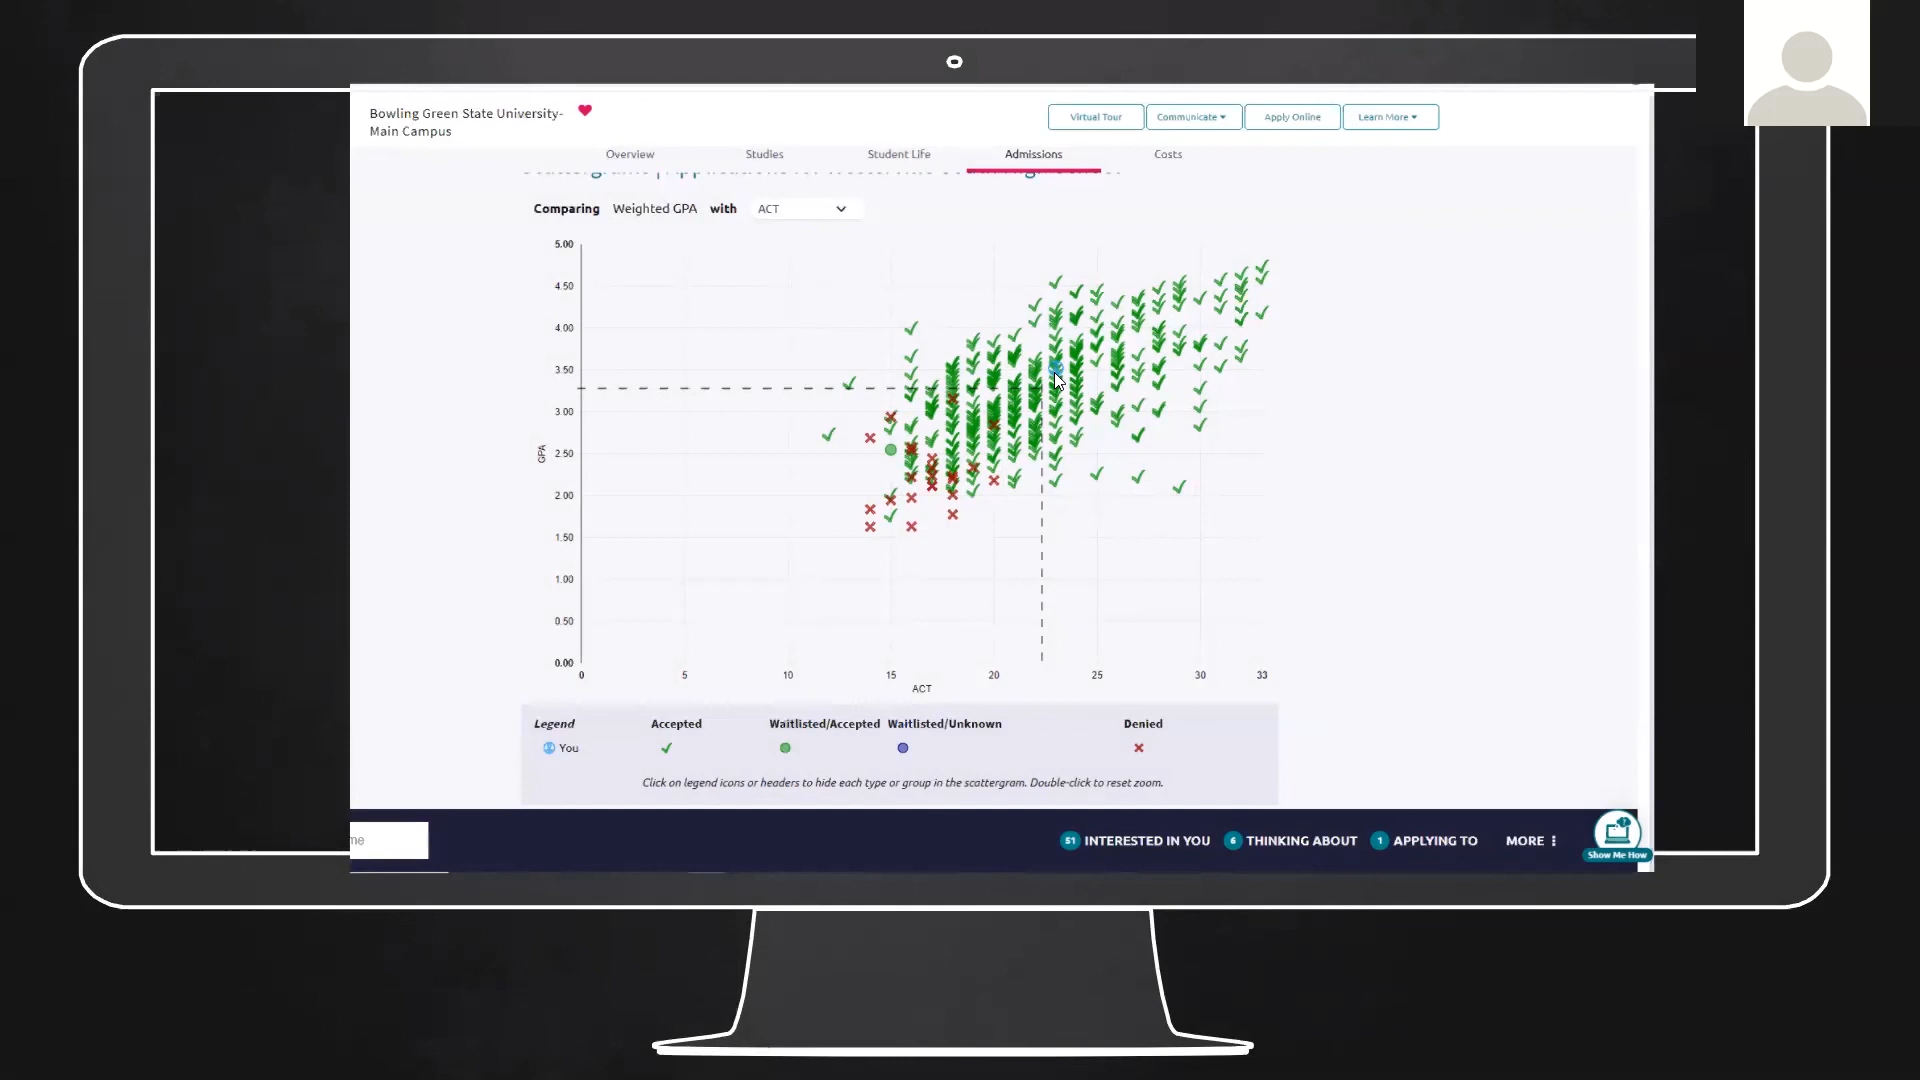 Bowling Green State University-
Main Campus
Virtual Tour
Communicate
Apply Online
Learn More
Overview
Studies
Student Life
Admissions
Costs
Comparing Weighted GPA with ACT
5.00
4.50
4.00
3.50
3.00
2.50
2.00
1.50
1.00
0.50
0.00
GPA
0 5 10 15 20 25 30 33
ACT
Legend Accepted Waitlisted/Accepted Waitlisted/Unknown Denied
You
Click on legend icons or headers to hide each type or group in the scattergram. Double-click to reset zoom.
me
51 INTERESTED IN YOU 6 THINKING ABOUT 1 APPLYING TO MORE
Show Me How